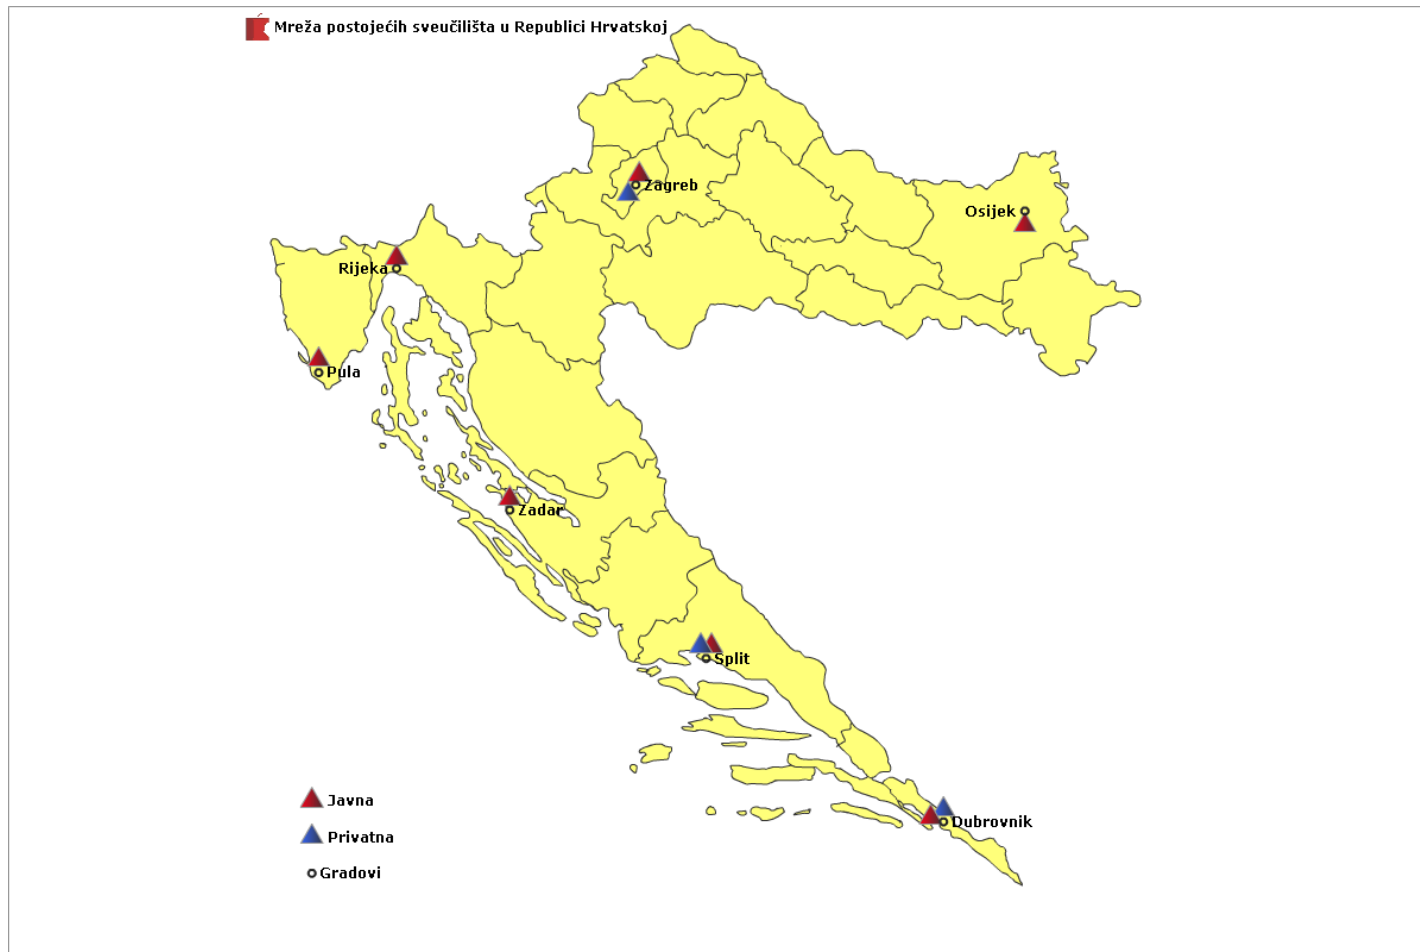 Mreža postojećih sveučilišta u Republici Hrvatskoj
Zagreb
Osijek
Rijeka
Pula
Zadar
Split
Dubrovnik
Javna
Privatna
Gradovi